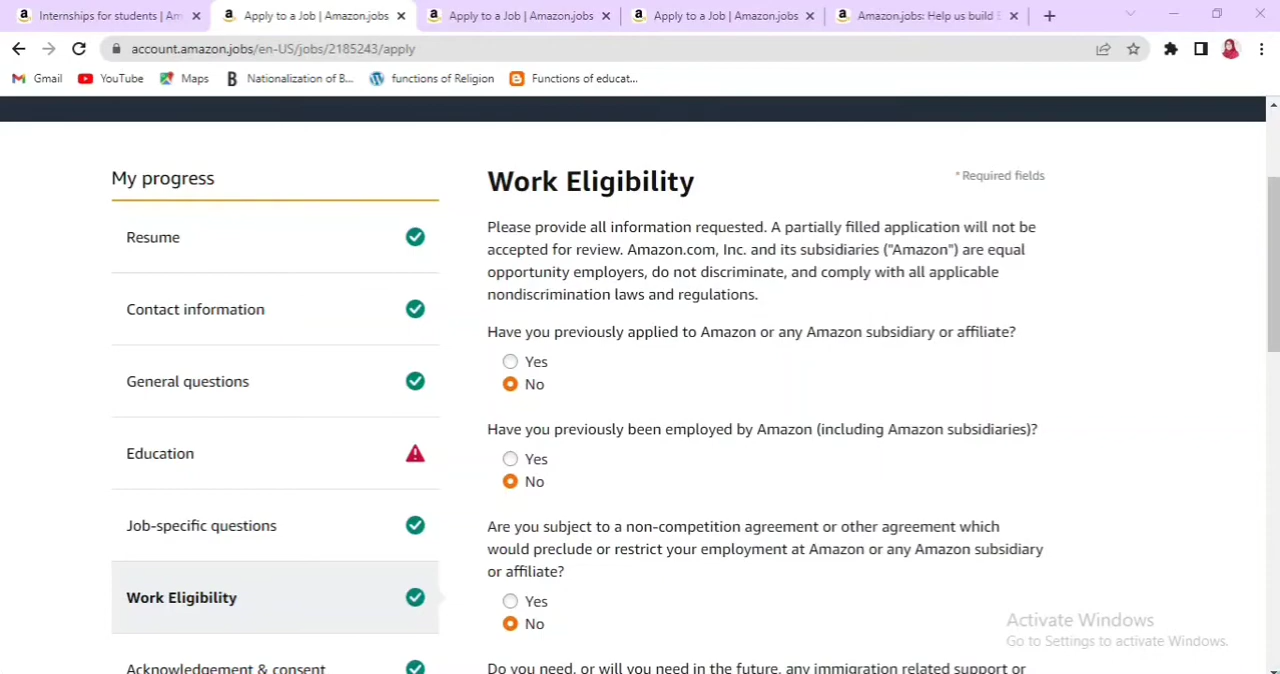 Internships for students | Am
Apply to a Job | Amazon.jobs
Apply to a Job | Amazon.jobs
Apply to a Job | Amazon.jobs
Amazon.jobs: Help us build E
account.amazon.jobs/en-US/jobs/2185243/apply
Gmail
YouTube
Maps
Nationalization of B...
functions of Religion
Functions of educat...
My progress
Resume
Contact information
General questions
Education
Job-specific questions
Work Eligibility
Acknowledgement & consent
Work Eligibility
* Required fields
Please provide all information requested. A partially filled application will not be
accepted for review. Amazon.com, Inc. and its subsidiaries ("Amazon") are equal
opportunity employers, do not discriminate, and comply with all applicable
nondiscrimination laws and regulations.
Have you previously applied to Amazon or any Amazon subsidiary or affiliate?
Yes
No
Have you previously been employed by Amazon (including Amazon subsidiaries)?
Yes
No
Are you subject to a non-competition agreement or other agreement which
would preclude or restrict your employment at Amazon or any Amazon subsidiary
or affiliate?
Yes
No
Do you need, or will you need in the future, any immigration related support or
Activate Windows
Go to Settings to activate Windows.